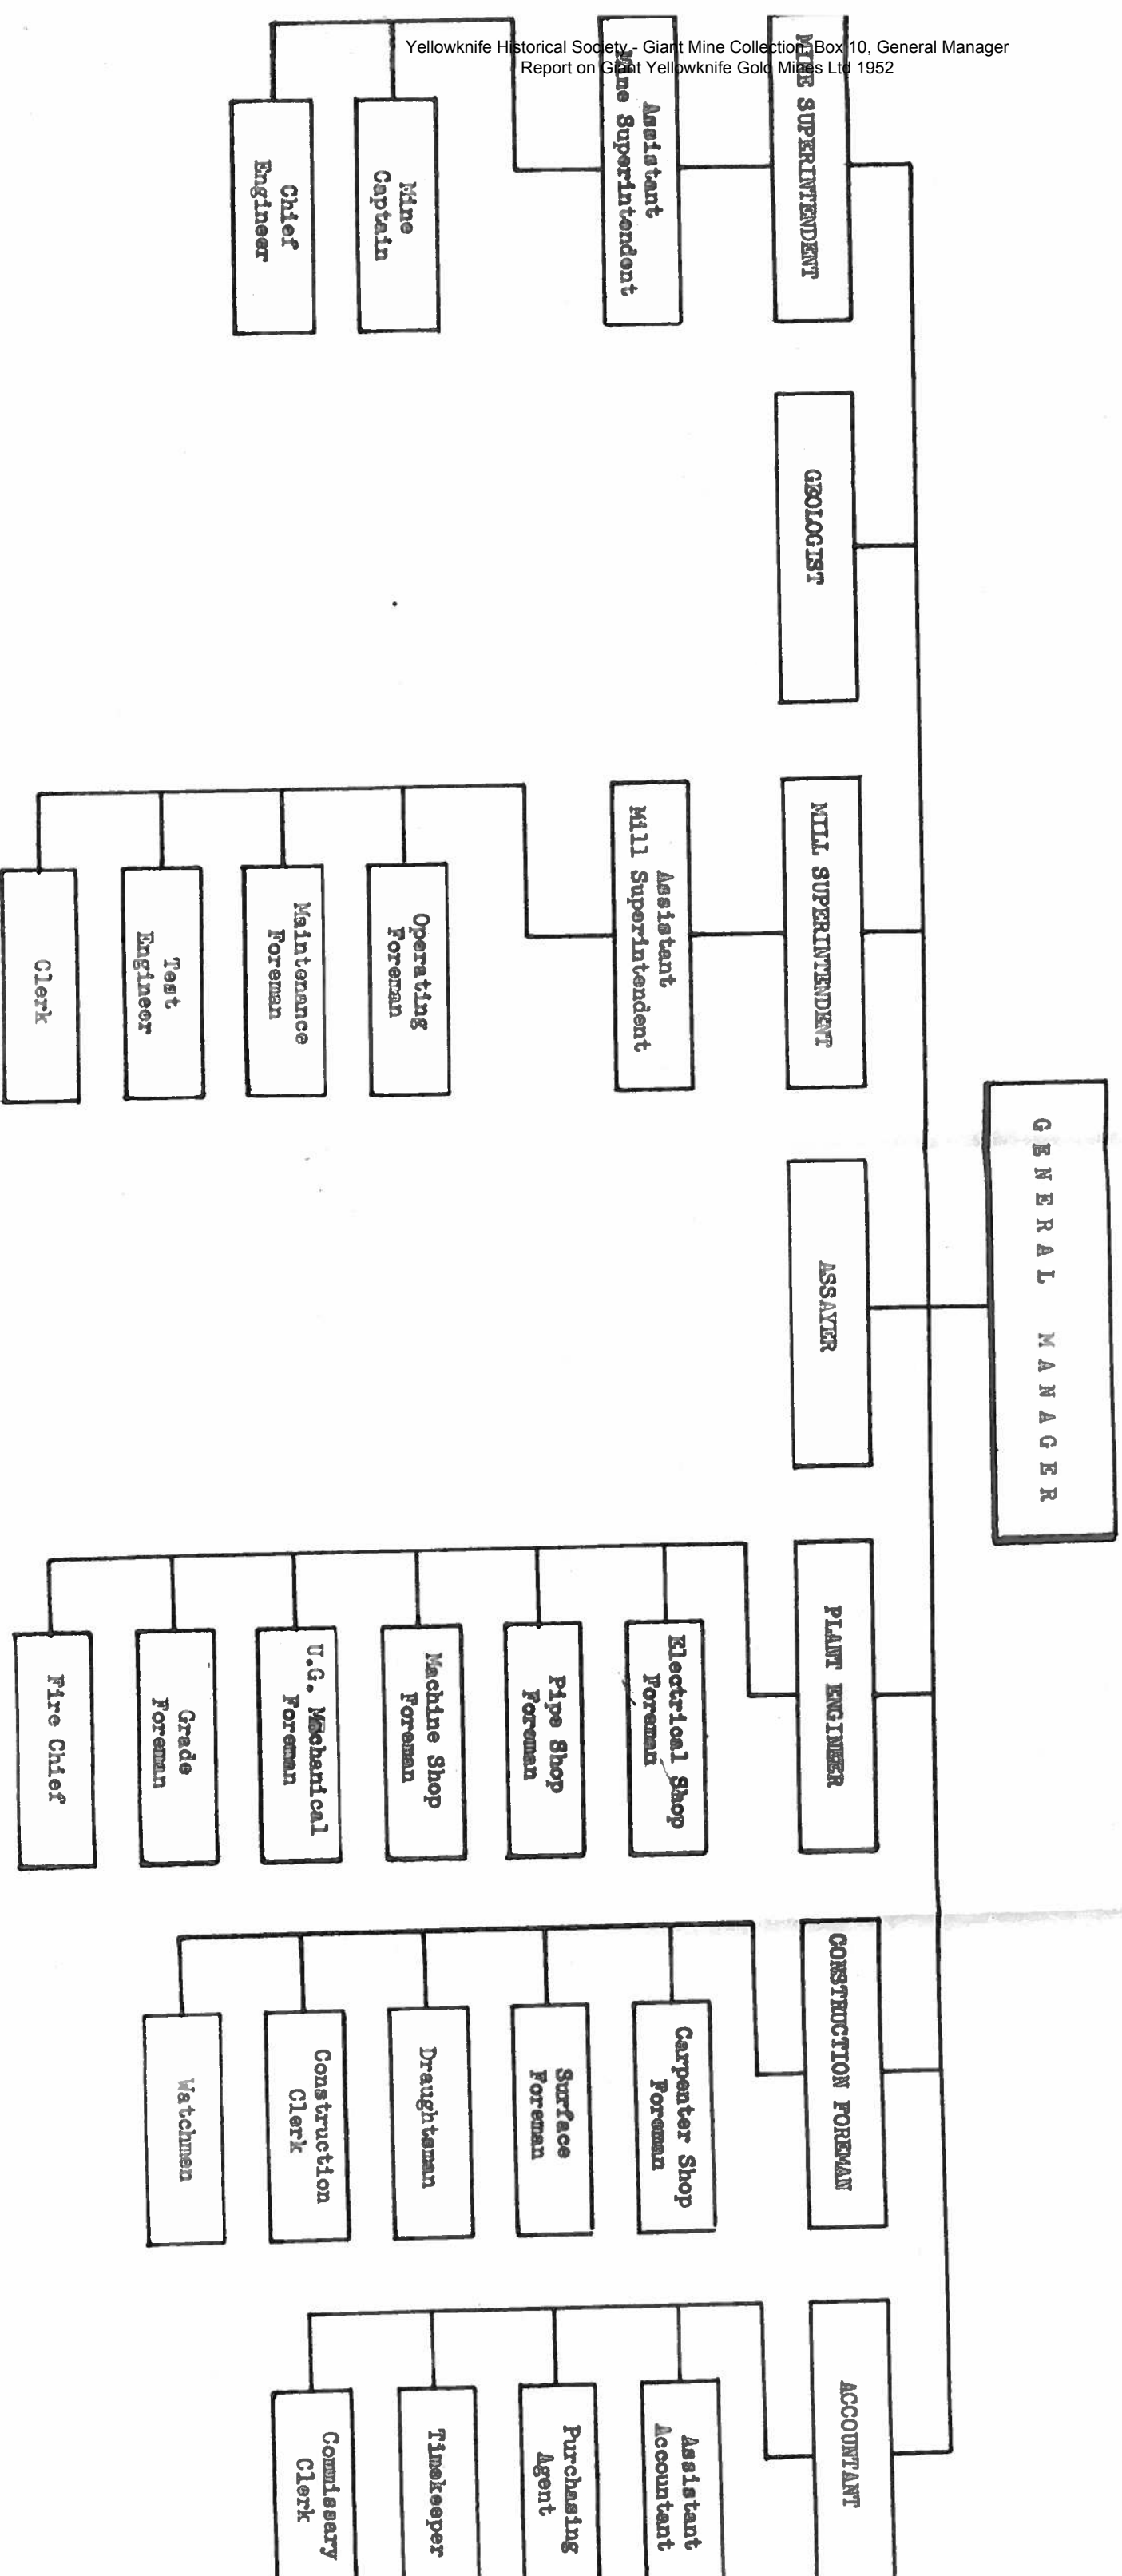 Yellowknife Historical Society - Giant Mine Collection, Box 10, General Manager
Report on Giant Yellowknife Gold Mines Ltd 1952
GENERAL MANAGER
MINE SUPERINTENDENT
Assistant
Mine Superintendent
Mine
Captain
Chief
Engineer
GEOLOGIST
MILL SUPERINTENDENT
Assistant
Mill Superintendent
Operating
Foreman
Maintenance
Foreman
Test
Engineer
Clerk
ASSAYER
PLANT ENGINEER
Electrical Shop
Foreman
Pipe Shop
Foreman
Machine Shop
Foreman
U.G. Mechanical
Foreman
Grade
Foreman
Fire Chief
CONSTRUCTION FOREMAN
Carpenter Shop
Foreman
Surface
Foreman
Draughtsman
Construction
Clerk
Watchmen
ACCOUNTANT
Assistant
Accountant
Purchasing
Agent
Timekeeper
Commissary
Clerk